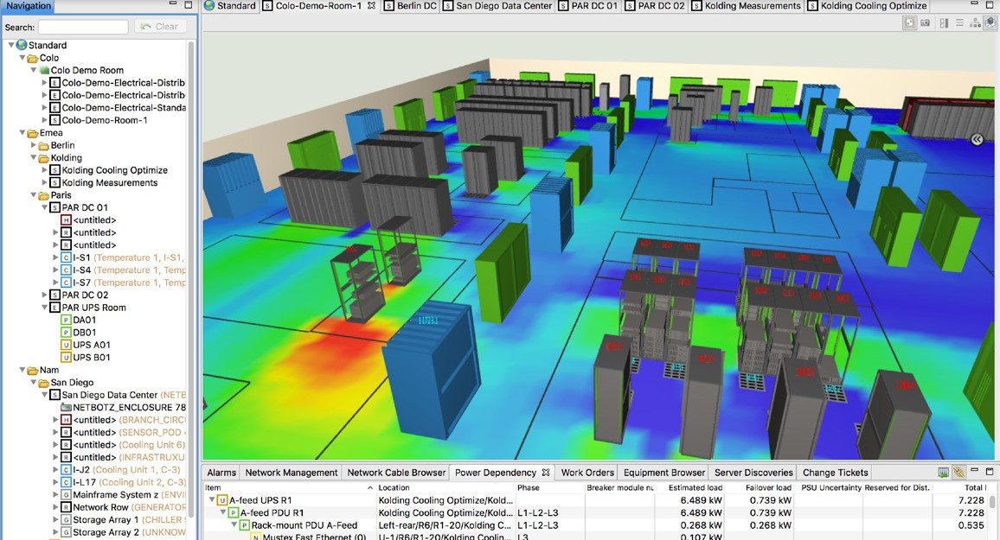 Navigation
Search:
Clear
Standard
Colo
Colo Demo Room
Colo-Demo-Electrical-Distrib
Colo-Demo-Electrical-Distrib
Colo-Demo-Electrical-Standa
Colo-Demo-Room-1
Emea
Berlin
Kolding
Kolding Cooling Optimize
Kolding Measurements
Paris
PAR DC 01
<untitled>
<untitled>
<untitled>
I-S1 (Temperature 1, I-S1,
I-S4 (Temperature 1, Temp
I-S7 (Temperature 1, Temp
PAR DC 02
PAR UPS Room
DA01
DB01
UPS A01
UPS B01
Nam
San Diego
San Diego Data Center (NETB
NETBOTZ_ENCLOSURE 78
<untitled> (BRANCH_CIRCU
<untitled> (SENSOR_POD
<untitled> (Cooling Unit 6)
<untitled> (INFRASTRUXU
I-J2 (Cooling Unit 1, C-3)
I-L17 (Cooling Unit 2, C-3)
Mainframe System z (ENVI
Network Row (GENERATOR
Storage Array 1 (CHILLER
Storage Array 2 (UNKNOW
Standard Colo-Demo-Room-1 Berlin DC San Diego Data Center PAR DC 01 PAR DC 02 Kolding Measurements Kolding Cooling Optimize
Alarms Network Management Network Cable Browser Power Dependency Work Orders Equipment Browser Server Discoveries Change Tickets
Item Location Phase Breaker module nu Estimated load Failover load PSU Uncertainty Reserved for Dist. Total l
A-feed UPS R1 Kolding Cooling Optimize/Kold... 6.489 kW 0.739 kW 7.228
A-feed PDU R1 Kolding Cooling Optimize/Kold... L1-L2-L3 6.489 kW 0.739 kW 7.228
Rack-mount PDU A-Feed Left-rear/R6/R1-20/Kolding C... L1-L2-L3 0.268 kW 0.268 kW 0.535
Mustex Fast Ethernet (0) U-1/R6/R1-20/Kolding Coolin... L3 0.107 kW